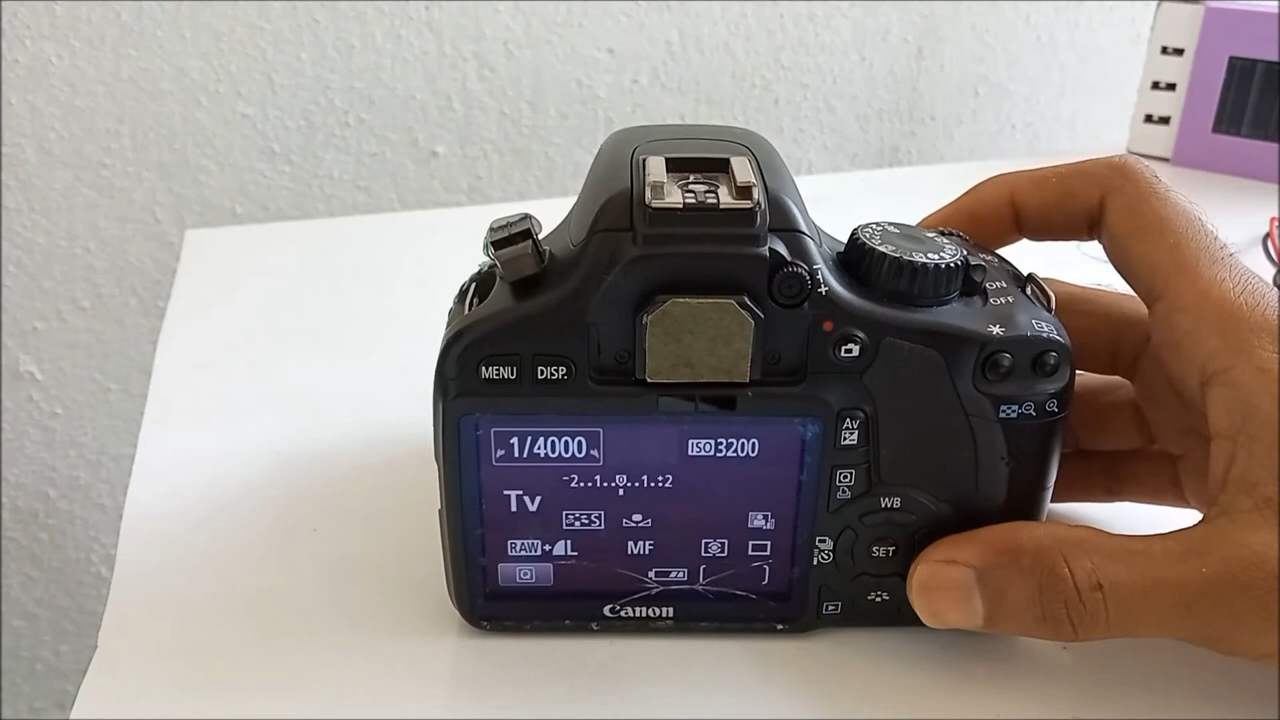 ON
OFF
MENU DISP.
Av
1/4000 ISO 3200
-2..1..0..1.:2
Q
Tv
S
WB
RAW+L MF
SET
Q
Canon